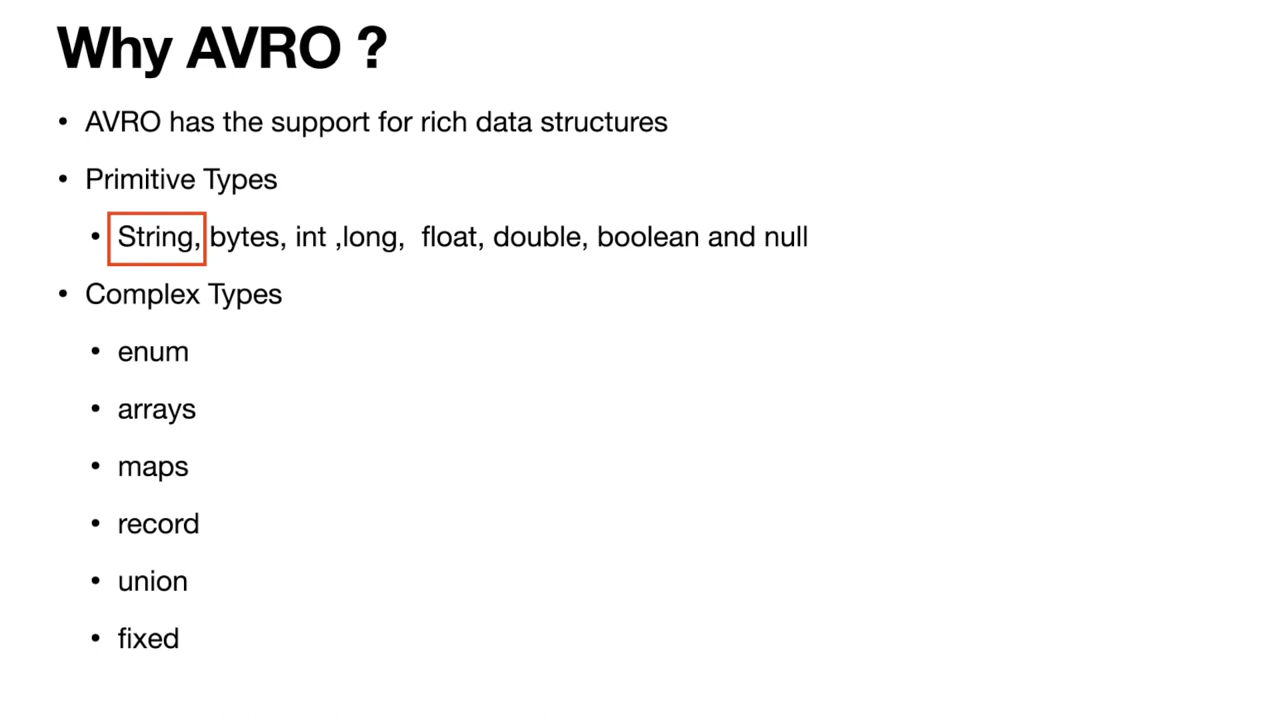 Why AVRO ?
• AVRO has the support for rich data structures
• Primitive Types
• String, bytes, int ,long, float, double, boolean and null
• Complex Types
• enum
• arrays
• maps
• record
• union
• fixed